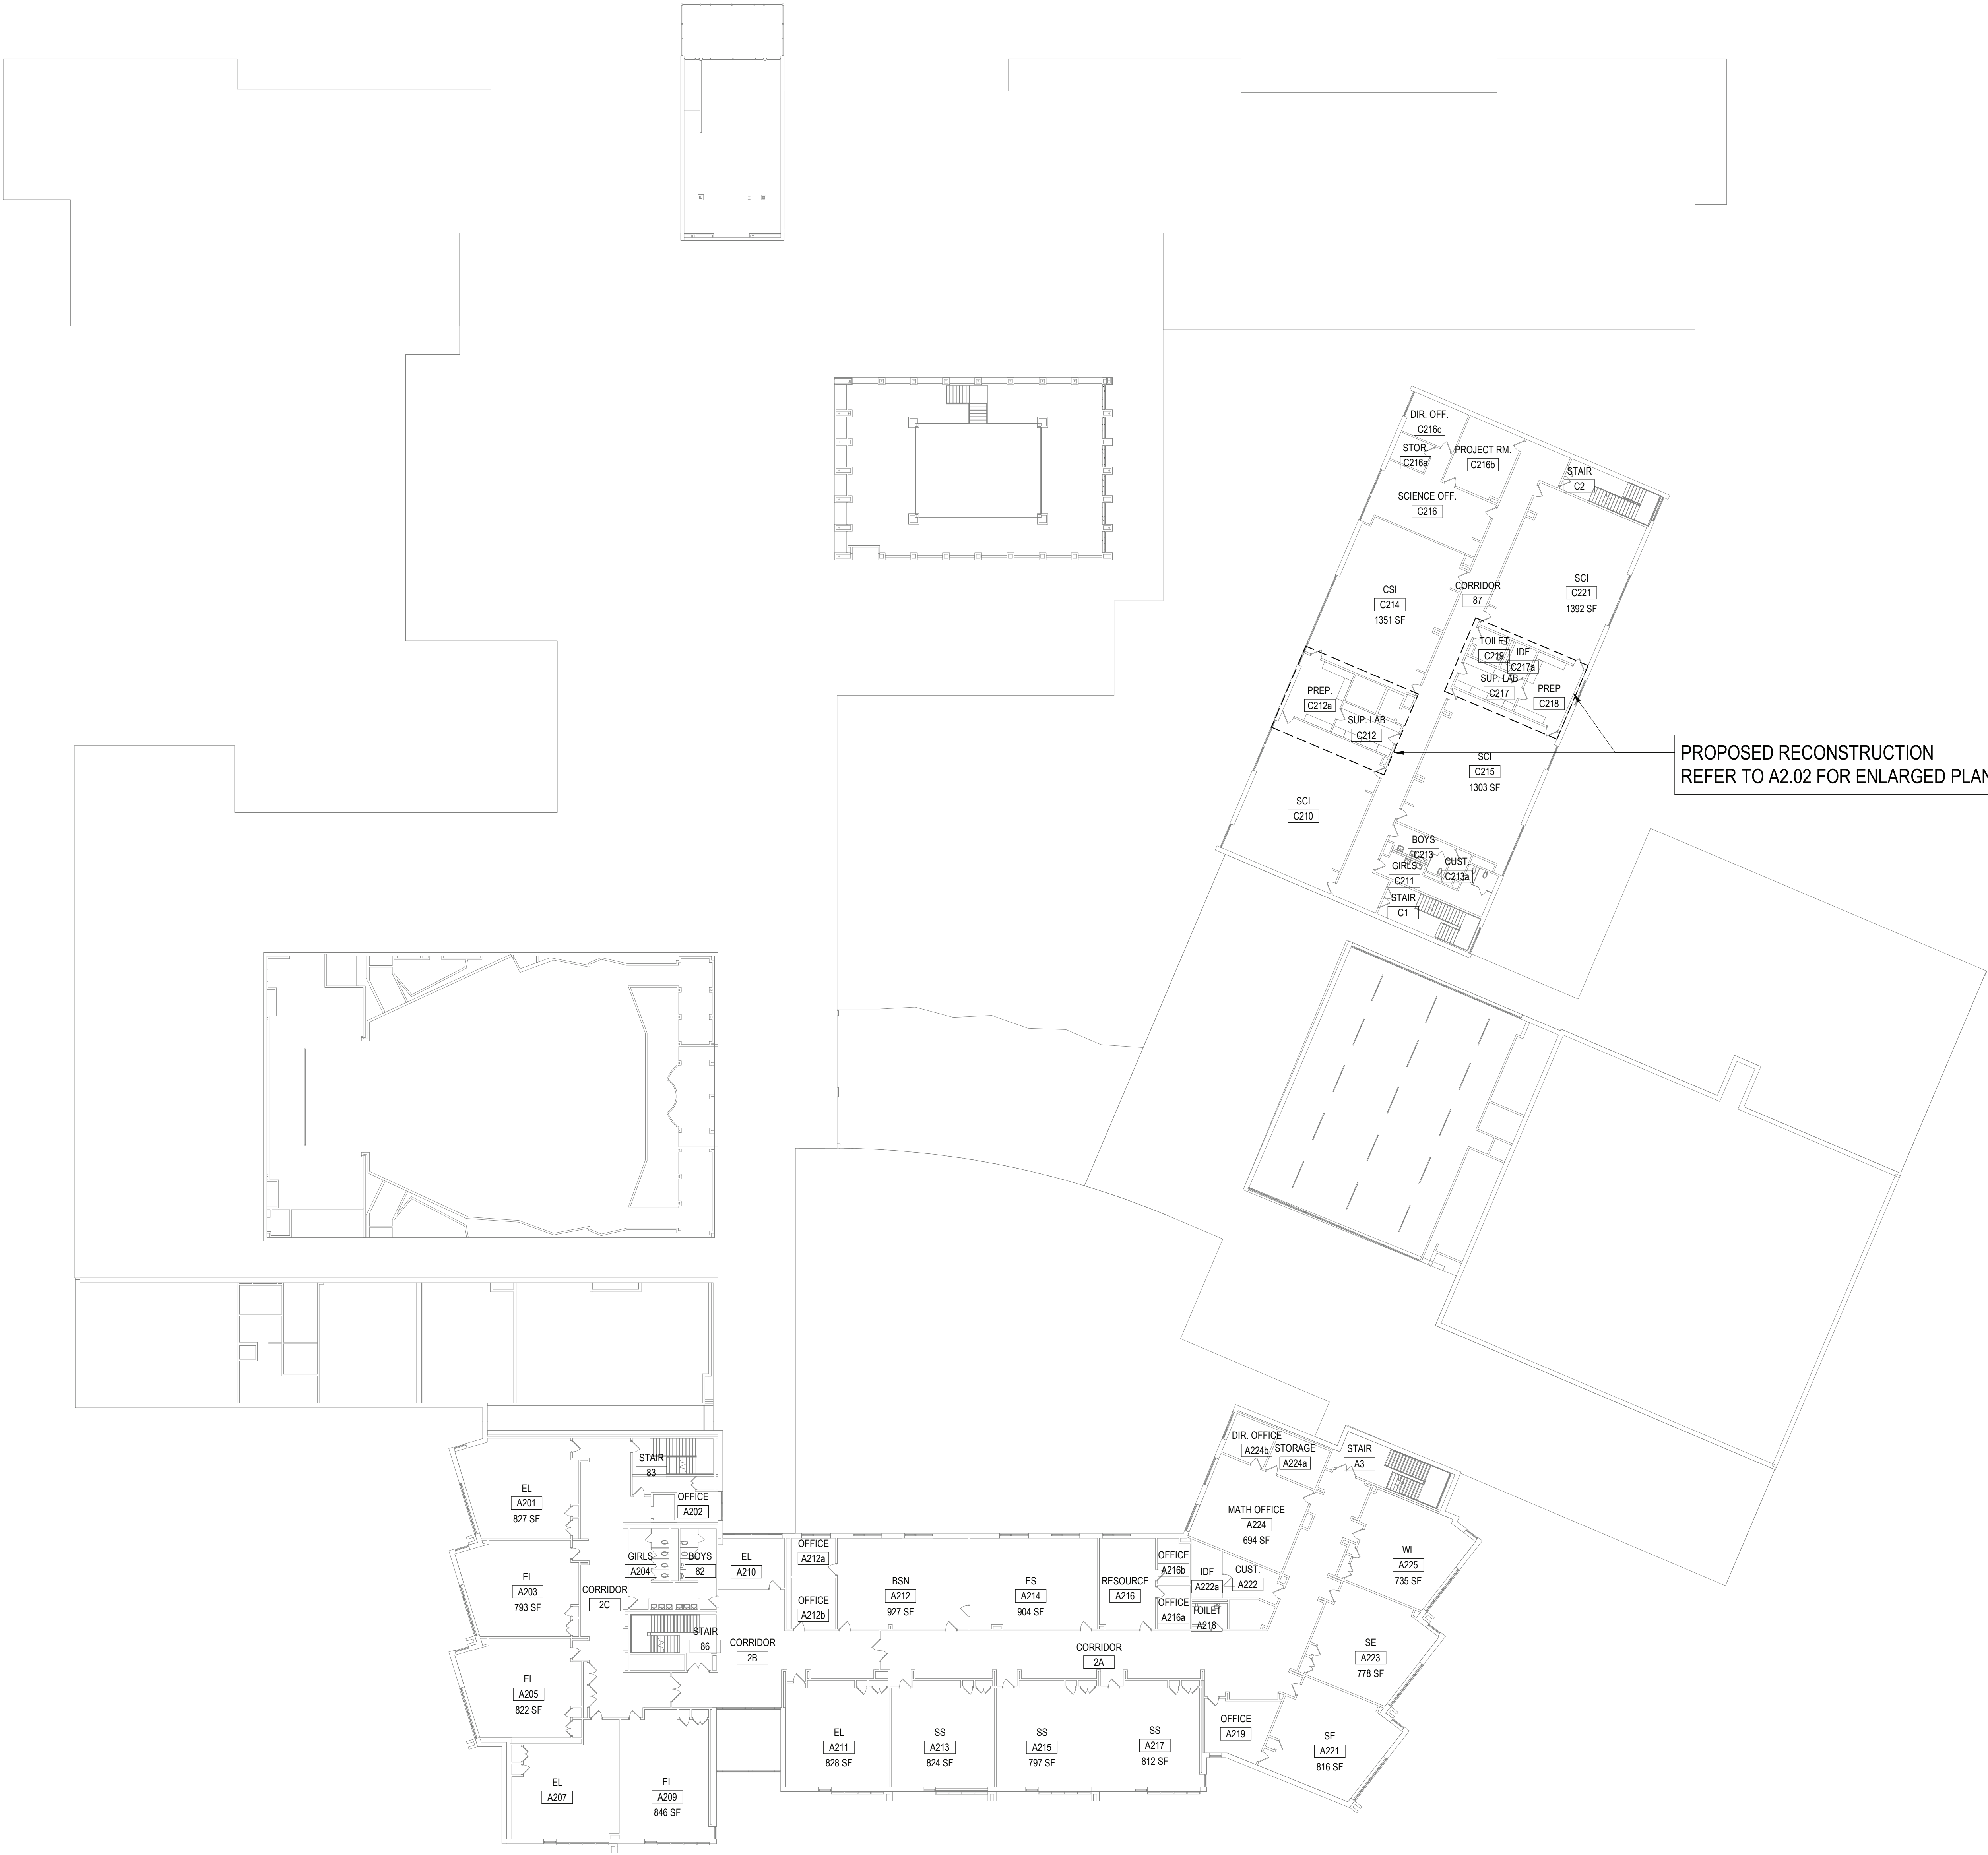 DIR. OFF.
C216c
STOR.
C216a
PROJECT RM.
C216b
STAIR
C2
SCIENCE OFF.
C216
CSI
C214
1351 SF
CORRIDOR
87
SCI
C221
1392 SF
TOILET
C219
IDF
C217a
SUP. LAB
C217
PREP
C218
PREP.
C212a
SUP. LAB
C212
PROPOSED RECONSTRUCTION
REFER TO A2.02 FOR ENLARGED PLAN
SCI
C215
1303 SF
SCI
C210
BOYS
C213
CUST.
C213a
GIRLS
C211
STAIR
C1
DIR. OFFICE
A224b
STORAGE
A224a
STAIR
A3
STAIR
83
EL
A201
827 SF
OFFICE
A202
MATH OFFICE
A224
694 SF
GIRLS
A204
BOYS
82
EL
A210
OFFICE
A212a
OFFICE
A212b
BSN
A212
927 SF
ES
A214
904 SF
RESOURCE
A216
OFFICE
A216b
OFFICE
A216a
IDF
A222a
CUST.
A222
TOILET
A218
WL
A225
735 SF
EL
A203
793 SF
CORRIDOR
2C
STAIR
86
CORRIDOR
2B
CORRIDOR
2A
SE
A223
778 SF
EL
A205
822 SF
EL
A211
828 SF
SS
A213
824 SF
SS
A215
797 SF
SS
A217
812 SF
OFFICE
A219
SE
A221
816 SF
EL
A207
EL
A209
846 SF